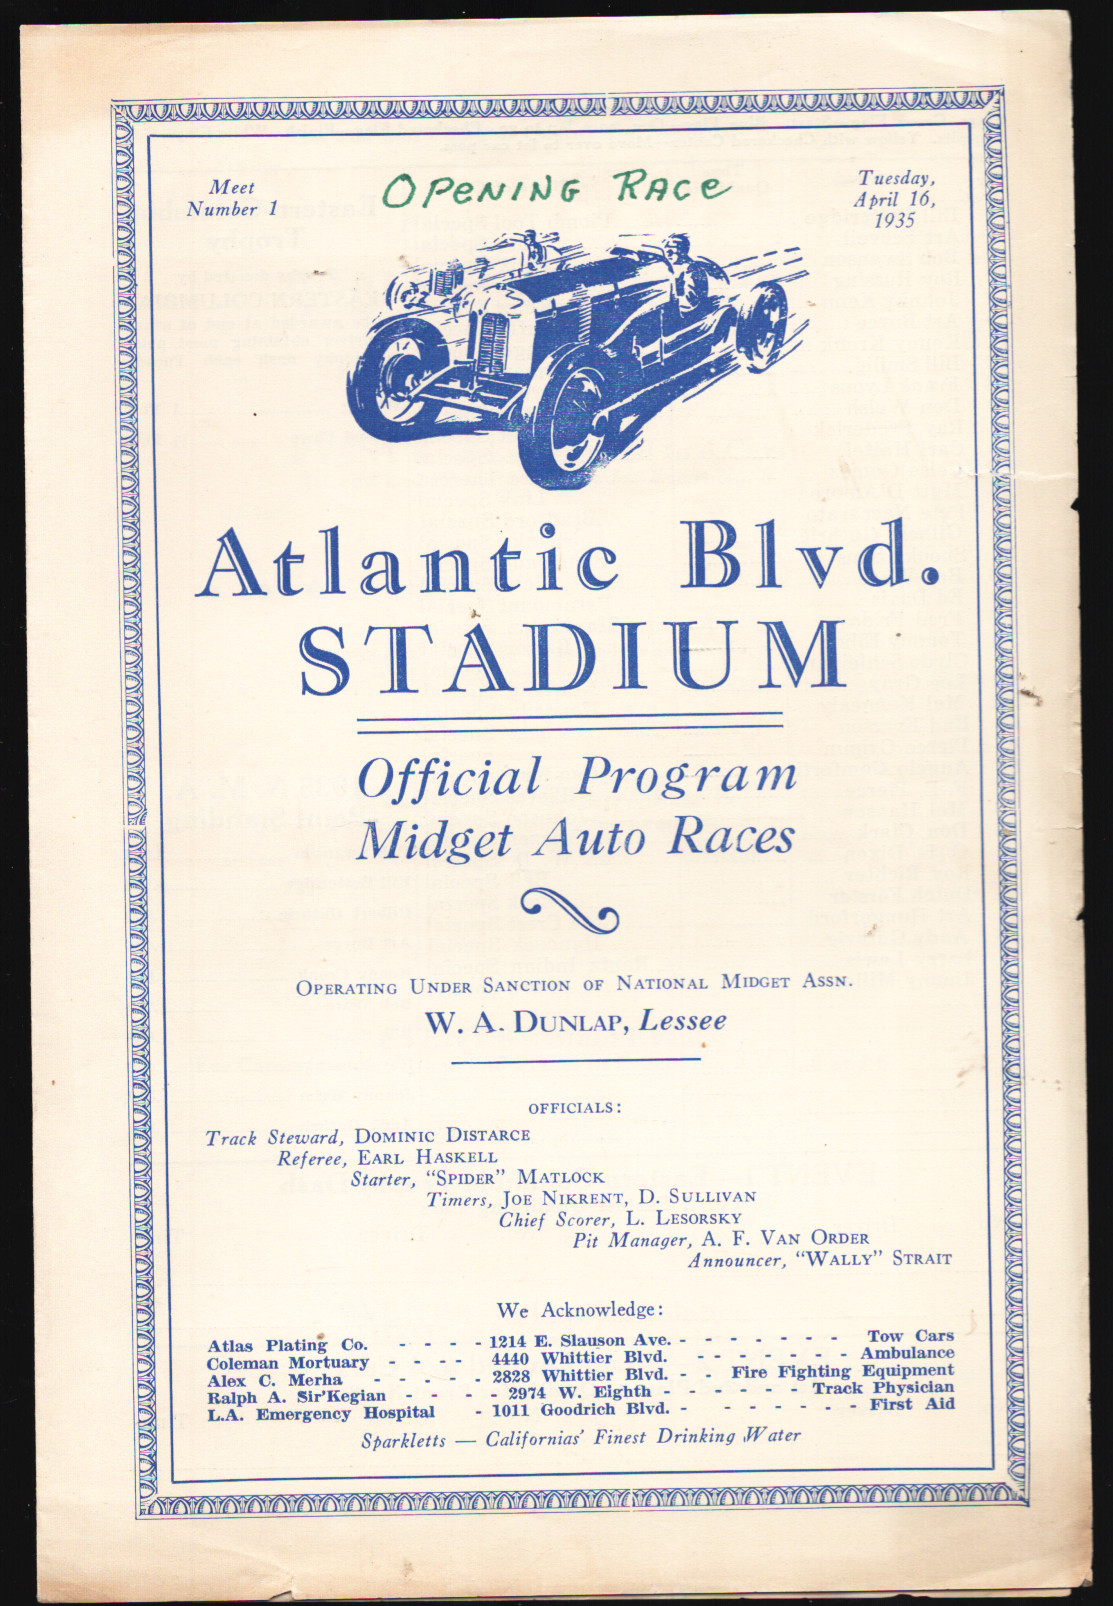 Meet
Number 1
OPENING RACE
Tuesday,
April 16,
1935
Atlantic Blvd.
STADIUM
Official Program
Midget Auto Races
OPERATING UNDER SANCTION OF NATIONAL MIDGET ASSN.
W. A. DUNLAP, Lessee
OFFICIALS:
Track Steward, DOMINIC DISTARCE
Referee, EARL HASKELL
Starter, “SPIDER” MATLOCK
Timers, JOE NIKRENT, D. SULLIVAN
Chief Scorer, L. LESORSKY
Pit Manager, A. F. VAN ORDER
Announcer, “WALLY” STRAIT
We Acknowledge:
Atlas Plating Co. - - - - 1214 E. Slauson Ave. - - - - - - - Tow Cars
Coleman Mortuary - - - - 4440 Whittier Blvd. - - - - - - - Ambulance
Alex C. Merha - - - - - 2828 Whittier Blvd. - - Fire Fighting Equipment
Ralph A. Sir'Kegian - - - - 2974 W. Eighth - - - - - - Track Physician
L.A. Emergency Hospital - 1011 Goodrich Blvd. - - - - - - - First Aid
Sparkletts — Californias' Finest Drinking Water